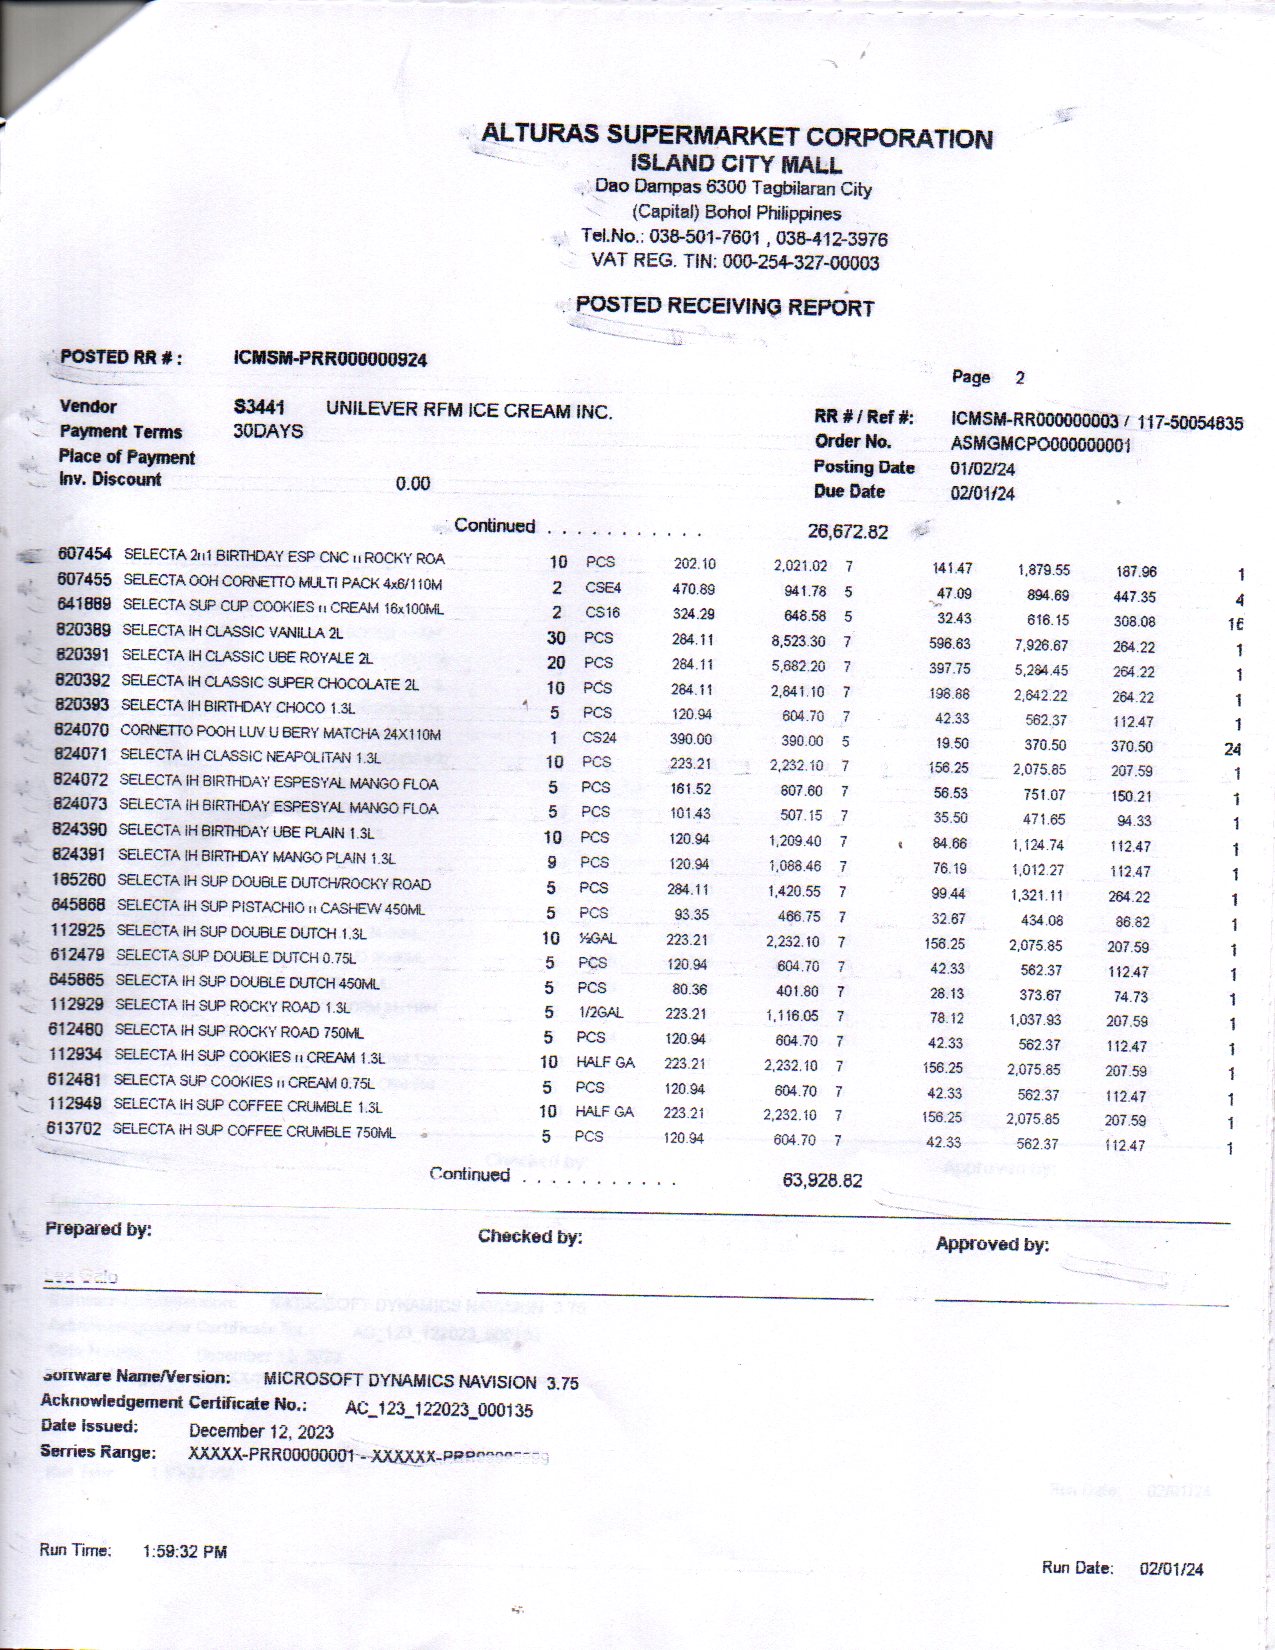 ALTURAS SUPERMARKET CORPORATION
ISLAND CITY MALL
Dao Dampas 6300 Tagbilaran City
(Capital) Bohol Philippines
Tel.No.: 038-501-7601 , 038-412-3976
VAT REG. TIN: 000-254-327-00003
POSTED RECEIVING REPORT
POSTED RR # : ICMSM-PRR000000924
Page 2
Vendor S3441 UNILEVER RFM ICE CREAM INC. RR # / Ref #: ICMSM-RR000000003 / 117-50054835
Payment Terms 30DAYS Order No. ASMGMCPO000000001
Place of Payment Posting Date 01/02/24
Inv. Discount 0.00 Due Date 02/01/24
Continued . . . . . . . . . . . 26,672.82
607454 SELECTA 2n1 BIRTHDAY ESP CNC n ROCKY ROA 10 PCS 202.10 2,021.02 7 141.47 1,879.55 187.96 1
607455 SELECTA OOH CORNETTO MULTI PACK 4x6/110M 2 CSE4 470.89 941.78 5 47.09 894.69 447.35 4
641889 SELECTA SUP CUP COOKIES n CREAM 16x100ML 2 CS16 324.29 648.58 5 32.43 616.15 308.08 16
820389 SELECTA IH CLASSIC VANILLA 2L 30 PCS 284.11 8,523.30 7 596.63 7,926.67 264.22 1
820391 SELECTA IH CLASSIC UBE ROYALE 2L 20 PCS 284.11 5,682.20 7 397.75 5,284.45 264.22 1
820392 SELECTA IH CLASSIC SUPER CHOCOLATE 2L 10 PCS 284.11 2,841.10 7 198.88 2,642.22 264.22 1
820393 SELECTA IH BIRTHDAY CHOCO 1.3L 5 PCS 120.94 604.70 7 42.33 562.37 112.47 1
824070 CORNETTO POOH LUV U BERY MATCHA 24X110M 1 CS24 390.00 390.00 5 19.50 370.50 370.50 24
824071 SELECTA IH CLASSIC NEAPOLITAN 1.3L 10 PCS 223.21 2,232.10 7 156.25 2,075.85 207.59 1
824072 SELECTA IH BIRTHDAY ESPESYAL MANGO FLOA 5 PCS 161.52 807.60 7 56.53 751.07 150.21 1
824073 SELECTA IH BIRTHDAY ESPESYAL MANGO FLOA 5 PCS 101.43 507.15 7 35.50 471.65 94.33 1
824390 SELECTA IH BIRTHDAY UBE PLAIN 1.3L 10 PCS 120.94 1,209.40 7 84.66 1,124.74 112.47 1
824391 SELECTA IH BIRTHDAY MANGO PLAIN 1.3L 9 PCS 120.94 1,088.46 7 76.19 1,012.27 112.47 1
185260 SELECTA IH SUP DOUBLE DUTCH/ROCKY ROAD 5 PCS 284.11 1,420.55 7 99.44 1,321.11 264.22 1
645868 SELECTA IH SUP PISTACHIO n CASHEW 450ML 5 PCS 93.35 466.75 7 32.67 434.08 86.82 1
112925 SELECTA IH SUP DOUBLE DUTCH 1.3L 10 ½GAL 223.21 2,232.10 7 156.25 2,075.85 207.59 1
612479 SELECTA SUP DOUBLE DUTCH 0.75L 5 PCS 120.94 604.70 7 42.33 562.37 112.47 1
645865 SELECTA IH SUP DOUBLE DUTCH 450ML 5 PCS 80.36 401.80 7 28.13 373.67 74.73 1
112929 SELECTA IH SUP ROCKY ROAD 1.3L 5 1/2GAL 223.21 1,116.05 7 78.12 1,037.93 207.59 1
612480 SELECTA IH SUP ROCKY ROAD 750ML 5 PCS 120.94 604.70 7 42.33 562.37 112.47 1
112934 SELECTA IH SUP COOKIES n CREAM 1.3L 10 HALF GA 223.21 2,232.10 7 156.25 2,075.85 207.59 1
612481 SELECTA SUP COOKIES n CREAM 0.75L 5 PCS 120.94 604.70 7 42.33 562.37 112.47 1
112949 SELECTA IH SUP COFFEE CRUMBLE 1.3L 10 HALF GA 223.21 2,232.10 7 156.25 2,075.85 207.59 1
613702 SELECTA IH SUP COFFEE CRUMBLE 750ML 5 PCS 120.94 604.70 7 42.33 562.37 112.47 1
Continued . . . . . . . . . . . 63,928.82
Prepared by: Checked by: Approved by:
Software Name/Version: MICROSOFT DYNAMICS NAVISION 3.75
Acknowledgement Certificate No.: AC_123_122023_000135
Date Issued: December 12, 2023
Serries Range: XXXXX-PRR00000001 - XXXXXX-
Run Time: 1:59:32 PM
Run Date: 02/01/24